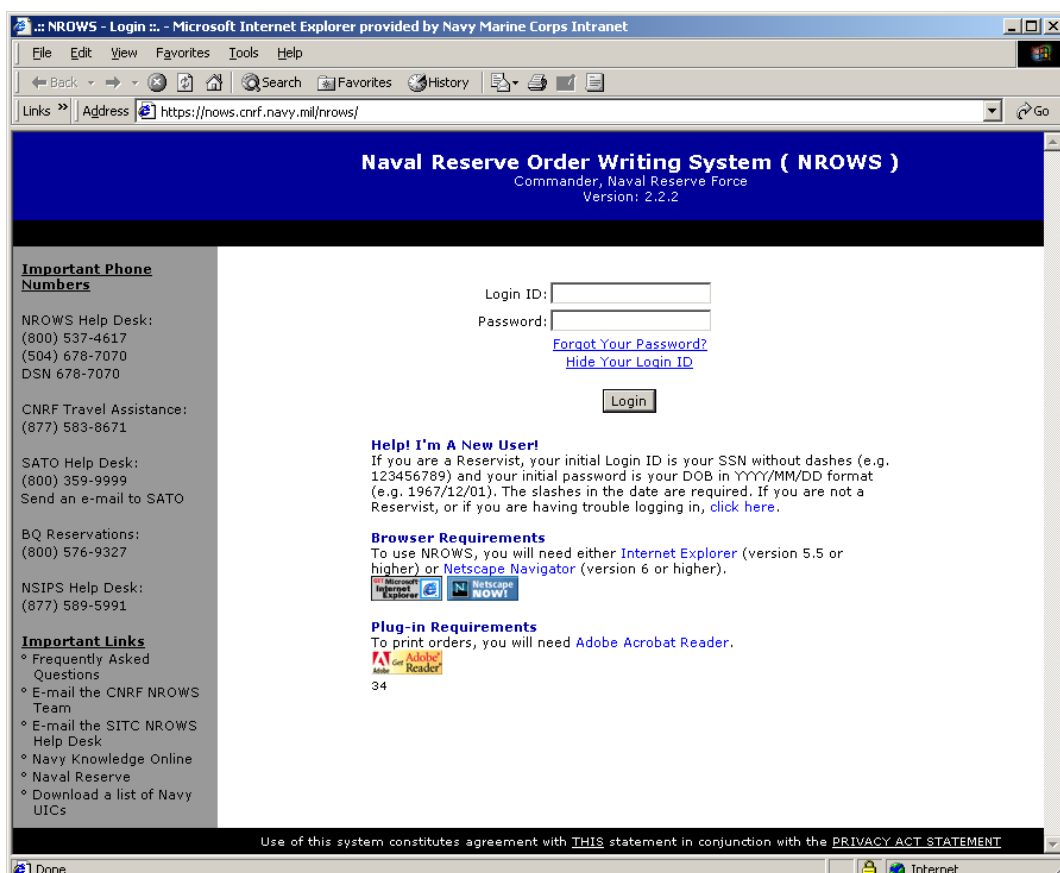 .:: NROWS - Login ::. - Microsoft Internet Explorer provided by Navy Marine Corps Intranet
File Edit View Favorites Tools Help
Back Search Favorites History
Links » Address https://nows.cnrf.navy.mil/nrows/ Go
Naval Reserve Order Writing System ( NROWS )
Commander, Naval Reserve Force
Version: 2.2.2
Important Phone
Numbers
NROWS Help Desk:
(800) 537-4617
(504) 678-7070
DSN 678-7070
CNRF Travel Assistance:
(877) 583-8671
SATO Help Desk:
(800) 359-9999
Send an e-mail to SATO
BQ Reservations:
(800) 576-9327
NSIPS Help Desk:
(877) 589-5991
Important Links
° Frequently Asked
Questions
° E-mail the CNRF NROWS
Team
° E-mail the SITC NROWS
Help Desk
° Navy Knowledge Online
° Naval Reserve
° Download a list of Navy
UICs
Login ID:
Password:
Forgot Your Password?
Hide Your Login ID
Login
Help! I'm A New User!
If you are a Reservist, your initial Login ID is your SSN without dashes (e.g.
123456789) and your initial password is your DOB in YYYY/MM/DD format
(e.g. 1967/12/01). The slashes in the date are required. If you are not a
Reservist, or if you are having trouble logging in, click here.
Browser Requirements
To use NROWS, you will need either Internet Explorer (version 5.5 or
higher) or Netscape Navigator (version 6 or higher).
GET Microsoft Internet Explorer N Netscape NOW!
Plug-in Requirements
To print orders, you will need Adobe Acrobat Reader.
Adobe Get Adobe Reader
34
Use of this system constitutes agreement with THIS statement in conjunction with the PRIVACY ACT STATEMENT
Done Internet